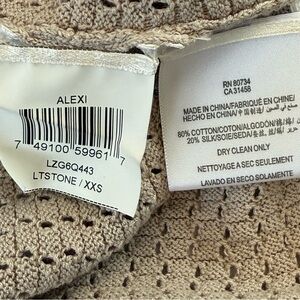 ALEXI
7 49100 59961 7
LZG6Q443
LTSTONE / XXS
RN 80734
CA 31458
MADE IN CHINA/FABRIQUÉ EN CHINE/
HECHO EN CHINA/
80% COTTON/COTON/ALGODÓN/
20% SILK/SOIE/SEDA/
DRY CLEAN ONLY
NETTOYAGE A SEC SEULEMENT
LAVADO EN SECO SOLAMENTE